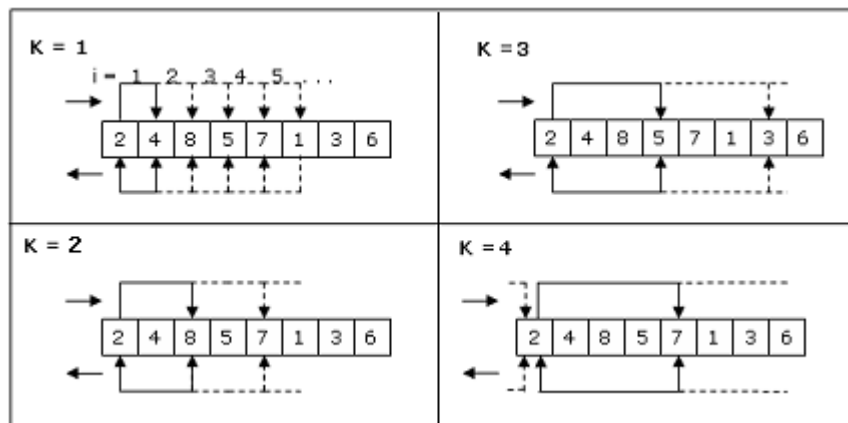 K = 1
i = 1 2 3 4 5 . . .
2 4 8 5 7 1 3 6
K = 3
2 4 8 5 7 1 3 6
K = 2
2 4 8 5 7 1 3 6
K = 4
2 4 8 5 7 1 3 6